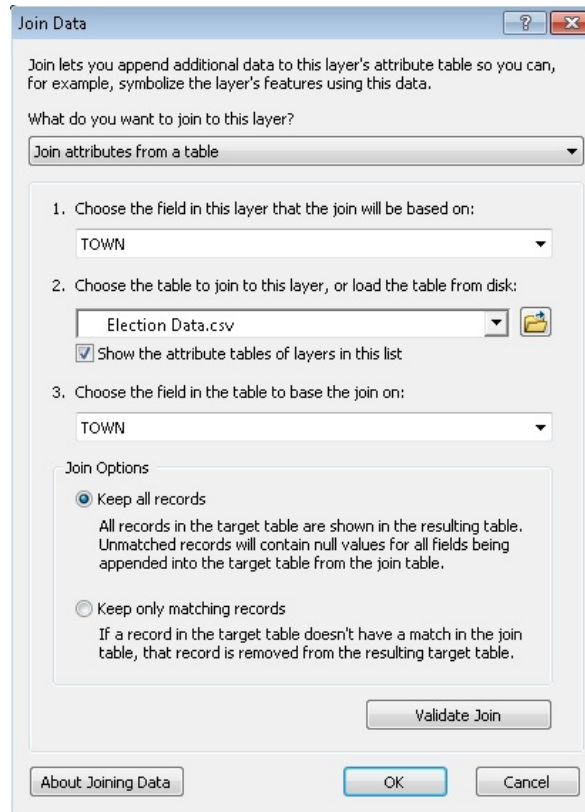 Join Data
?
Join lets you append additional data to this layer's attribute table so you can,
for example, symbolize the layer's features using this data.
What do you want to join to this layer?
Join attributes from a table
1. Choose the field in this layer that the join will be based on:
TOWN
2. Choose the table to join to this layer, or load the table from disk:
Election Data.csv
Show the attribute tables of layers in this list
3. Choose the field in the table to base the join on:
TOWN
Join Options
Keep all records
All records in the target table are shown in the resulting table.
Unmatched records will contain null values for all fields being
appended into the target table from the join table.
Keep only matching records
If a record in the target table doesn't have a match in the join
table, that record is removed from the resulting target table.
Validate Join
About Joining Data
OK
Cancel